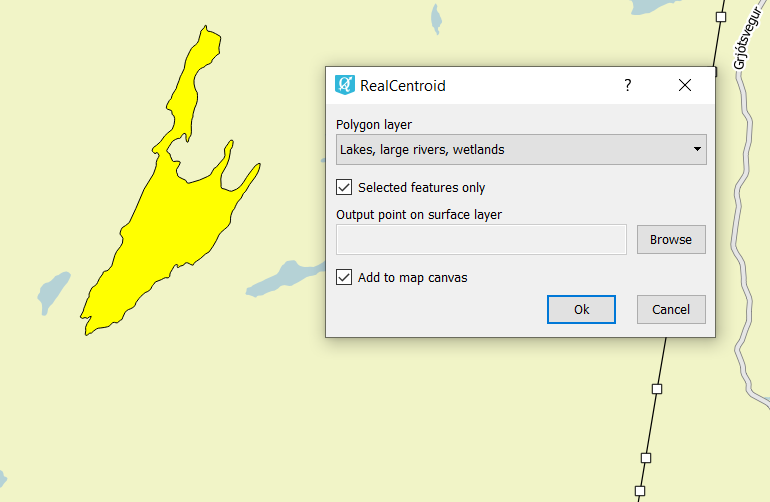 Grjótsvegur
RealCentroid
?
Polygon layer
Lakes, large rivers, wetlands
Selected features only
Output point on surface layer
Browse
Add to map canvas
Ok
Cancel